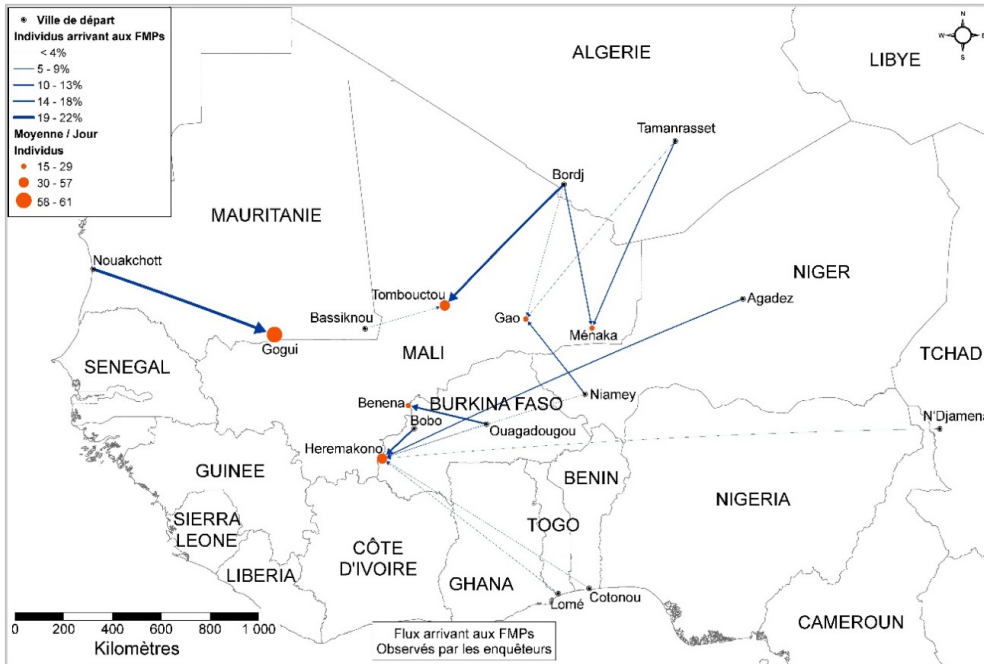 Ville de départ
Individus arrivant aux FMPs
< 4%
5 - 9%
10 - 13%
14 - 18%
19 - 22%
Moyenne / Jour
Individus
15 - 29
30 - 57
58 - 61
N
W E
S
ALGERIE
LIBYE
Tamanrasset
Bordj
MAURITANIE
Nouakchott
NIGER
Tombouctou
Agadez
Bassiknou
Gao
Ménaka
Gogui
MALI
TCHAD
SENEGAL
Niamey
Benena
BURKINA FASO
Bobo
Ouagadougou
N'Djamena
Heremakono
GUINEE
BENIN
NIGERIA
SIERRA
LEONE
TOGO
CÔTE
D'IVOIRE
LIBERIA
GHANA
Lomé
Cotonou
CAMEROUN
0 200 400 600 800 1 000
Kilomètres
Flux arrivant aux FMPs
Observés par les enquêteurs